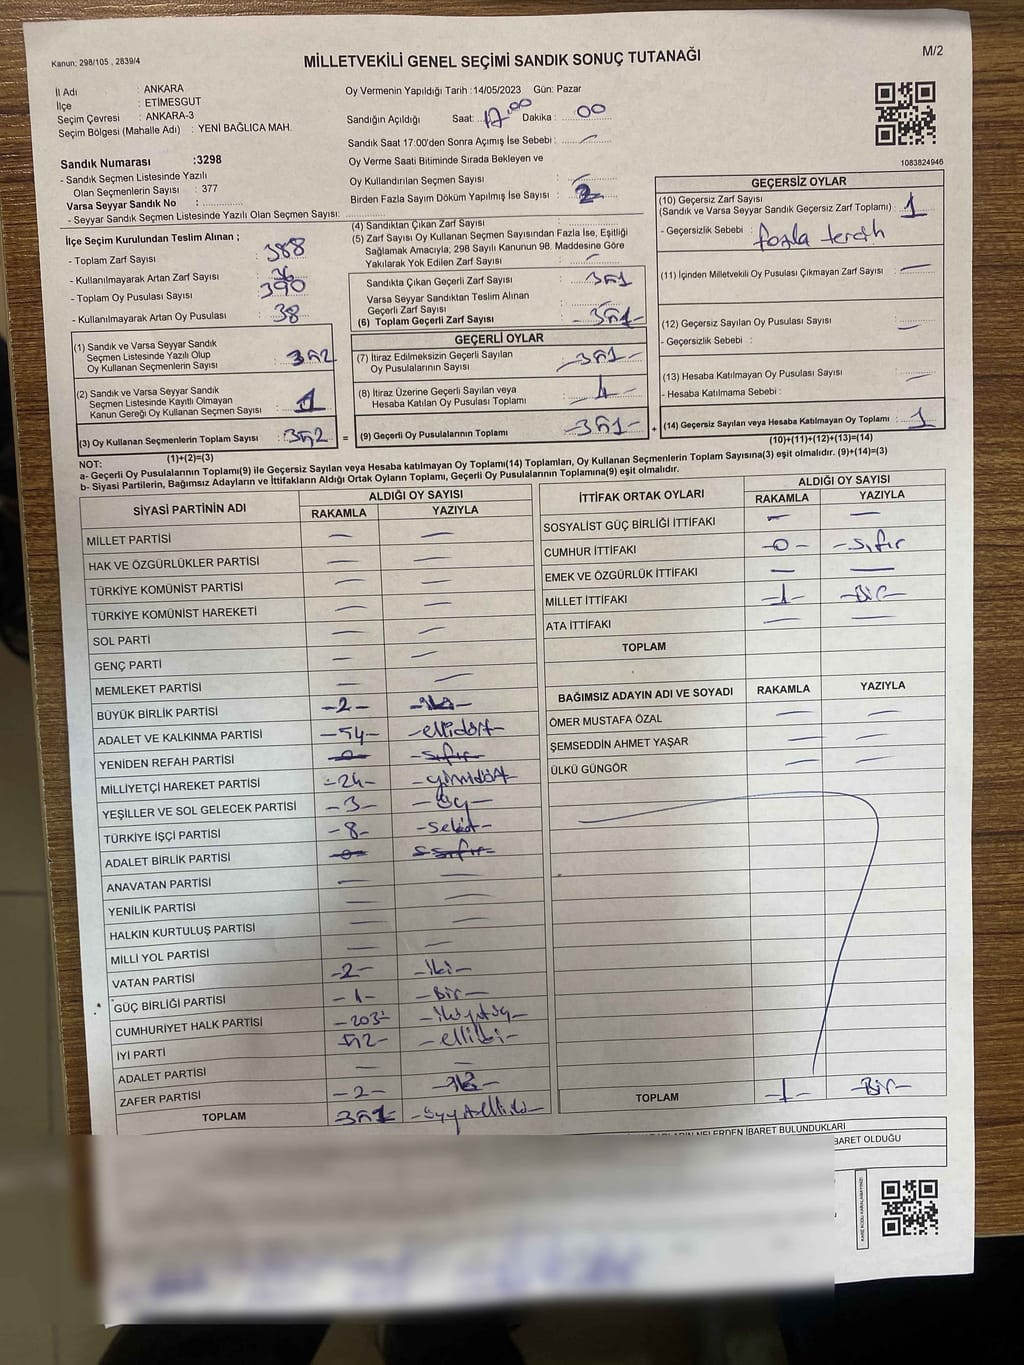 Kanun: 298/105 , 2839/4
MİLLETVEKİLİ GENEL SEÇİMİ SANDIK SONUÇ TUTANAĞI
M/2
İl Adı : ANKARA
İlçe : ETİMESGUT
Seçim Çevresi : ANKARA-3
Seçim Bölgesi (Mahalle Adı) : YENİ BAĞLICA MAH.
Sandık Numarası :3298
- Sandık Seçmen Listesinde Yazılı
Olan Seçmenlerin Sayısı : 377
Varsa Seyyar Sandık No :
- Seyyar Sandık Seçmen Listesinde Yazılı Olan Seçmen Sayısı:
Oy Vermenin Yapıldığı Tarih :14/05/2023 Gün: Pazar
Sandığın Açıldığı Saat: 17.00 Dakika : 00
Sandık Saat 17:00'den Sonra Açmış İse Sebebi : —
Oy Verme Saati Bitiminde Sırada Bekleyen ve
Oy Kullandırılan Seçmen Sayısı : —
Birden Fazla Sayım Döküm Yapılmış İse Sayısı : 2
1083824946
İlçe Seçim Kurulundan Teslim Alınan ;
- Toplam Zarf Sayısı : 388
- Kullanılmayarak Artan Zarf Sayısı : 36
- Toplam Oy Pusulası Sayısı : 390
- Kullanılmayarak Artan Oy Pusulası : 38
(1) Sandık ve Varsa Seyyar Sandık
Seçmen Listesinde Yazılı Olup
Oy Kullanan Seçmenlerin Sayısı : 352
(2) Sandık ve Varsa Seyyar Sandık
Seçmen Listesinde Kayıtlı Olmayan
Kanun Gereği Oy Kullanan Seçmen Sayısı :
(3) Oy Kullanan Seçmenlerin Toplam Sayısı : 352
(1)+(2)=(3)
(4) Sandıktan Çıkan Zarf Sayısı :
(5) Zarf Sayısı Oy Kullanan Seçmen Sayısından Fazla İse, Eşitliği
Sağlamak Amacıyla, 298 Sayılı Kanunun 98. Maddesine Göre
Yakılarak Yok Edilen Zarf Sayısı : —
Sandıkta Çıkan Geçerli Zarf Sayısı : 351
Varsa Seyyar Sandıktan Teslim Alınan
Geçerli Zarf Sayısı : —
(6) Toplam Geçerli Zarf Sayısı : -351-
GEÇERLİ OYLAR
(7) İtiraz Edilmeksizin Geçerli Sayılan
Oy Pusulalarının Sayısı : -351-
(8) İtiraz Üzerine Geçerli Sayılan veya
Hesaba Katılan Oy Pusulası Toplamı :
= (9) Geçerli Oy Pusulalarının Toplamı : -351-
GEÇERSİZ OYLAR
(10) Geçersiz Zarf Sayısı
(Sandık ve Varsa Seyyar Sandık Geçersiz Zarf Toplamı) : 1
- Geçersizlik Sebebi : fazla tercih
(11) İçinden Milletvekili Oy Pusulası Çıkmayan Zarf Sayısı : —
(12) Geçersiz Sayılan Oy Pusulası Sayısı : —
- Geçersizlik Sebebi :
(13) Hesaba Katılmayan Oy Pusulası Sayısı : —
- Hesaba Katılmama Sebebi :
+ (14) Geçersiz Sayılan veya Hesaba Katılmayan Oy Toplamı : 1
(10)+(11)+(12)+(13)=(14)
NOT:
a- Geçerli Oy Pusulalarının Toplamı(9) ile Geçersiz Sayılan veya Hesaba katılmayan Oy Toplamı(14) Toplamları, Oy Kullanan Seçmenlerin Toplam Sayısına(3) eşit olmalıdır. (9)+(14)=(3)
b- Siyasi Partilerin, Bağımsız Adayların ve İttifakların Aldığı Ortak Oyların Toplamı, Geçerli Oy Pusulalarının Toplamına(9) eşit olmalıdır.
SİYASİ PARTİNİN ADI ALDIĞI OY SAYISI
RAKAMLA YAZIYLA
MİLLET PARTİSİ — —
HAK VE ÖZGÜRLÜKLER PARTİSİ — —
TÜRKİYE KOMÜNİST PARTİSİ — —
TÜRKİYE KOMÜNİST HAREKETİ — —
SOL PARTİ — —
GENÇ PARTİ — —
MEMLEKET PARTİSİ — —
BÜYÜK BİRLİK PARTİSİ -2-
ADALET VE KALKINMA PARTİSİ -54- -ellidört-
YENİDEN REFAH PARTİSİ -0- -sıfır-
MİLLİYETÇİ HAREKET PARTİSİ -24- -yirmidört
YEŞİLLER VE SOL GELECEK PARTİSİ -3- -üç-
TÜRKİYE İŞÇİ PARTİSİ -8- -sekiz-
ADALET BİRLİK PARTİSİ -0- -sıfır-
ANAVATAN PARTİSİ — —
YENİLİK PARTİSİ — —
HALKIN KURTULUŞ PARTİSİ — —
MİLLİ YOL PARTİSİ — —
VATAN PARTİSİ -2- -iki-
GÜÇ BİRLİĞİ PARTİSİ -1- -Bir-
CUMHURİYET HALK PARTİSİ -203- -ikiyüzüç-
İYİ PARTİ 52- -elliiki-
ADALET PARTİSİ — —
ZAFER PARTİSİ -2-
TOPLAM 351
İTTİFAK ORTAK OYLARI ALDIĞI OY SAYISI
RAKAMLA YAZIYLA
SOSYALİST GÜÇ BİRLİĞİ İTTİFAKI — —
CUMHUR İTTİFAKI -0- -sıfır
EMEK VE ÖZGÜRLÜK İTTİFAKI — —
MİLLET İTTİFAKI -1- -Bir-
ATA İTTİFAKI — —
TOPLAM
BAĞIMSIZ ADAYIN ADI VE SOYADI RAKAMLA YAZIYLA
ÖMER MUSTAFA ÖZAL — —
ŞEMSEDDİN AHMET YAŞAR — —
ÜLKÜ GÜNGÖR — —
TOPLAM -1- -Bir-
NELERDEN İBARET BULUNDUKLARI
BARET OLDUĞU